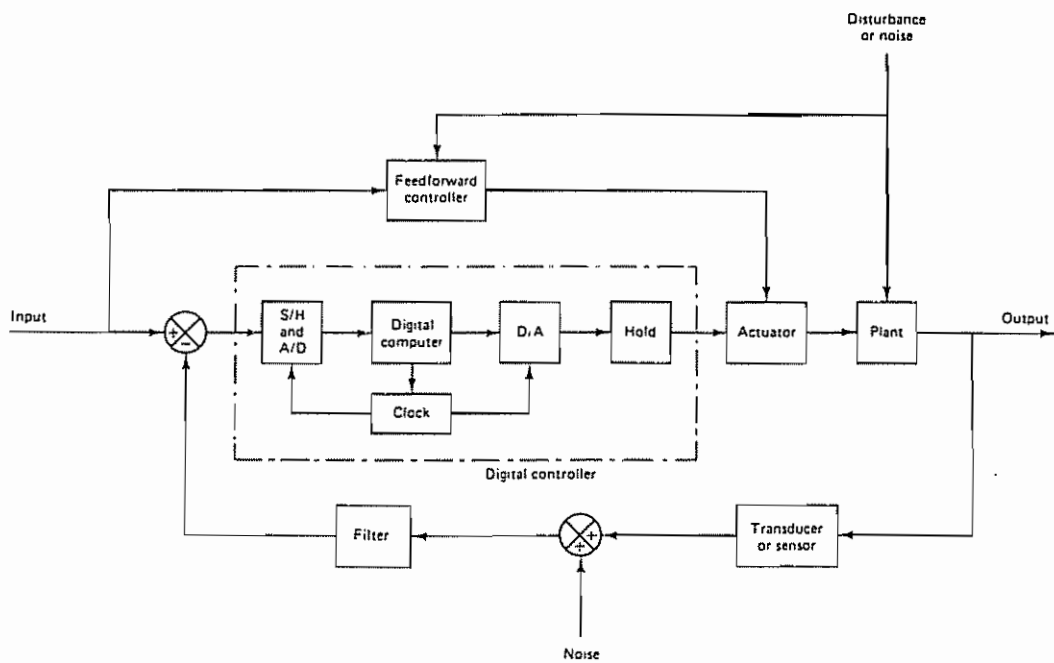 Disturbance
or noise
Feedforward
controller
Input
+
−
S/H
and
A/D
Digital
computer
D/A
Hold
Actuator
Plant
Output
Clock
Digital controller
Filter
+
+
Transducer
or sensor
Noise